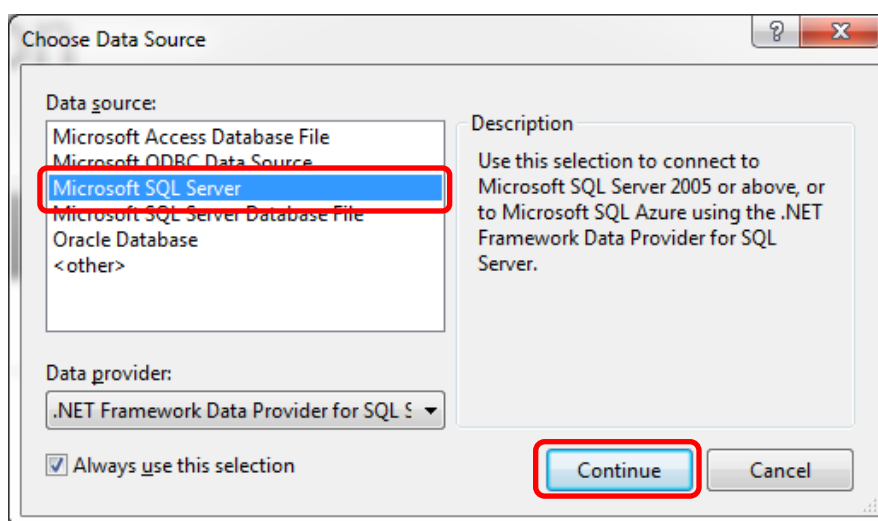 Choose Data Source
Data source:
Microsoft Access Database File
Microsoft ODBC Data Source
Microsoft SQL Server
Microsoft SQL Server Database File
Oracle Database
<other>
Description
Use this selection to connect to
Microsoft SQL Server 2005 or above, or
to Microsoft SQL Azure using the .NET
Framework Data Provider for SQL
Server.
Data provider:
.NET Framework Data Provider for SQL S
Always use this selection
Continue
Cancel